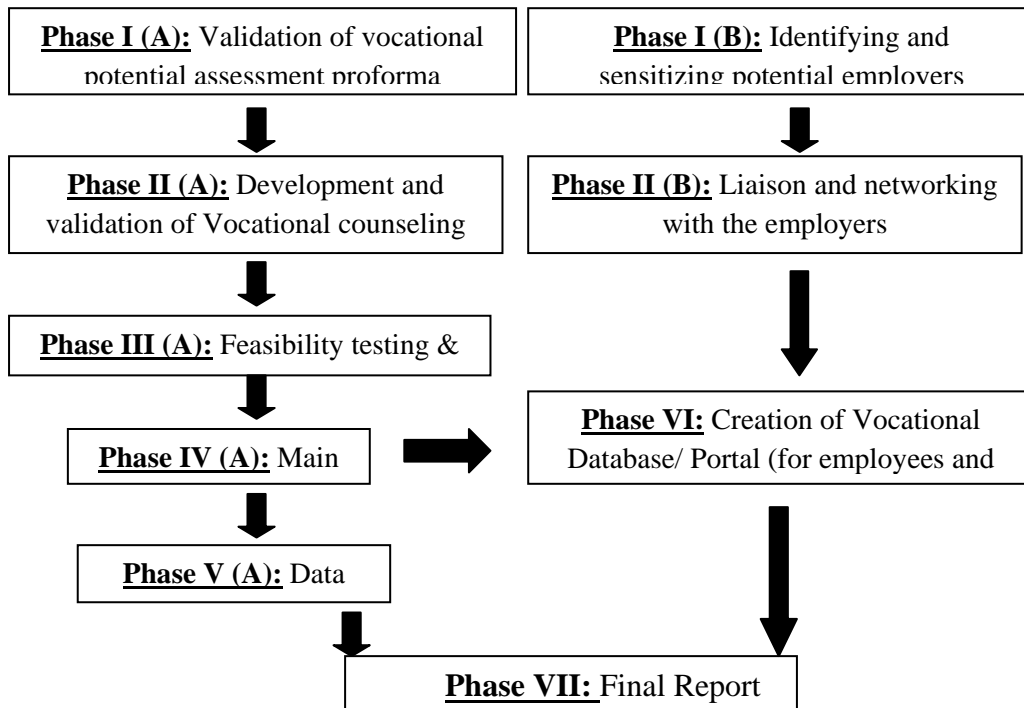 Phase I (A): Validation of vocational
potential assessment proforma
Phase I (B): Identifying and
sensitizing potential employers
Phase II (A): Development and
validation of Vocational counseling
Phase II (B): Liaison and networking
with the employers
Phase III (A): Feasibility testing &
Phase IV (A): Main
Phase VI: Creation of Vocational
Database/ Portal (for employees and
Phase V (A): Data
Phase VII: Final Report